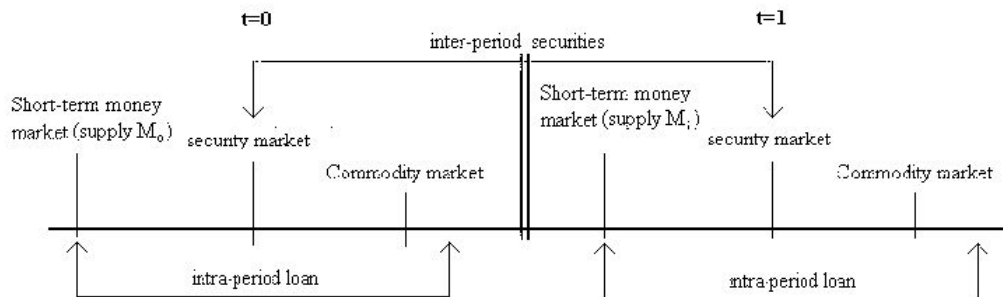 t=0
t=1
inter-period securities
Short-term money
market (supply M₀)
security market
Commodity market
Short-term money
market (supply M₁)
security market
Commodity market
intra-period loan
intra-period loan